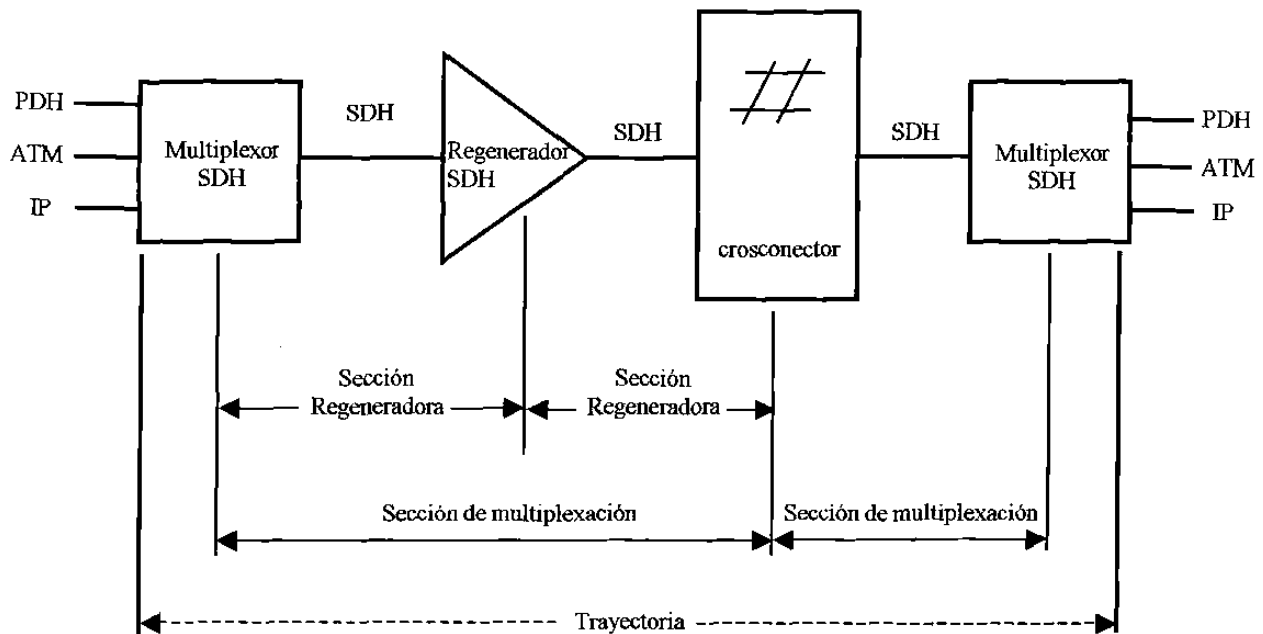 PDH
ATM
IP
Multiplexor
SDH
SDH
Regenerador
SDH
SDH
crosconector
SDH
Multiplexor
SDH
PDH
ATM
IP
Sección
Regeneradora
Sección
Regeneradora
Sección de multiplexación
Sección de multiplexación
Trayectoria